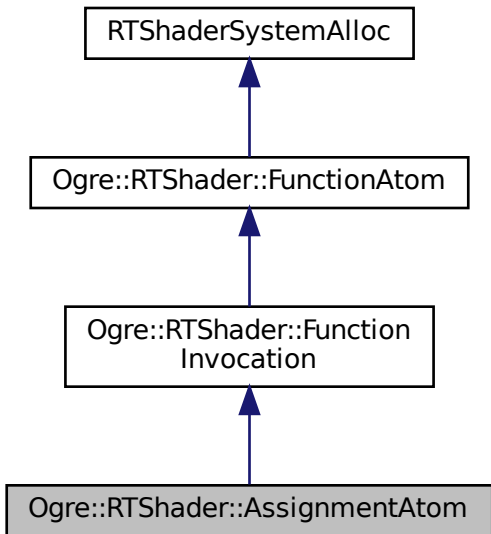 RTShaderSystemAlloc
Ogre::RTShader::FunctionAtom
Ogre::RTShader::Function
Invocation
Ogre::RTShader::AssignmentAtom